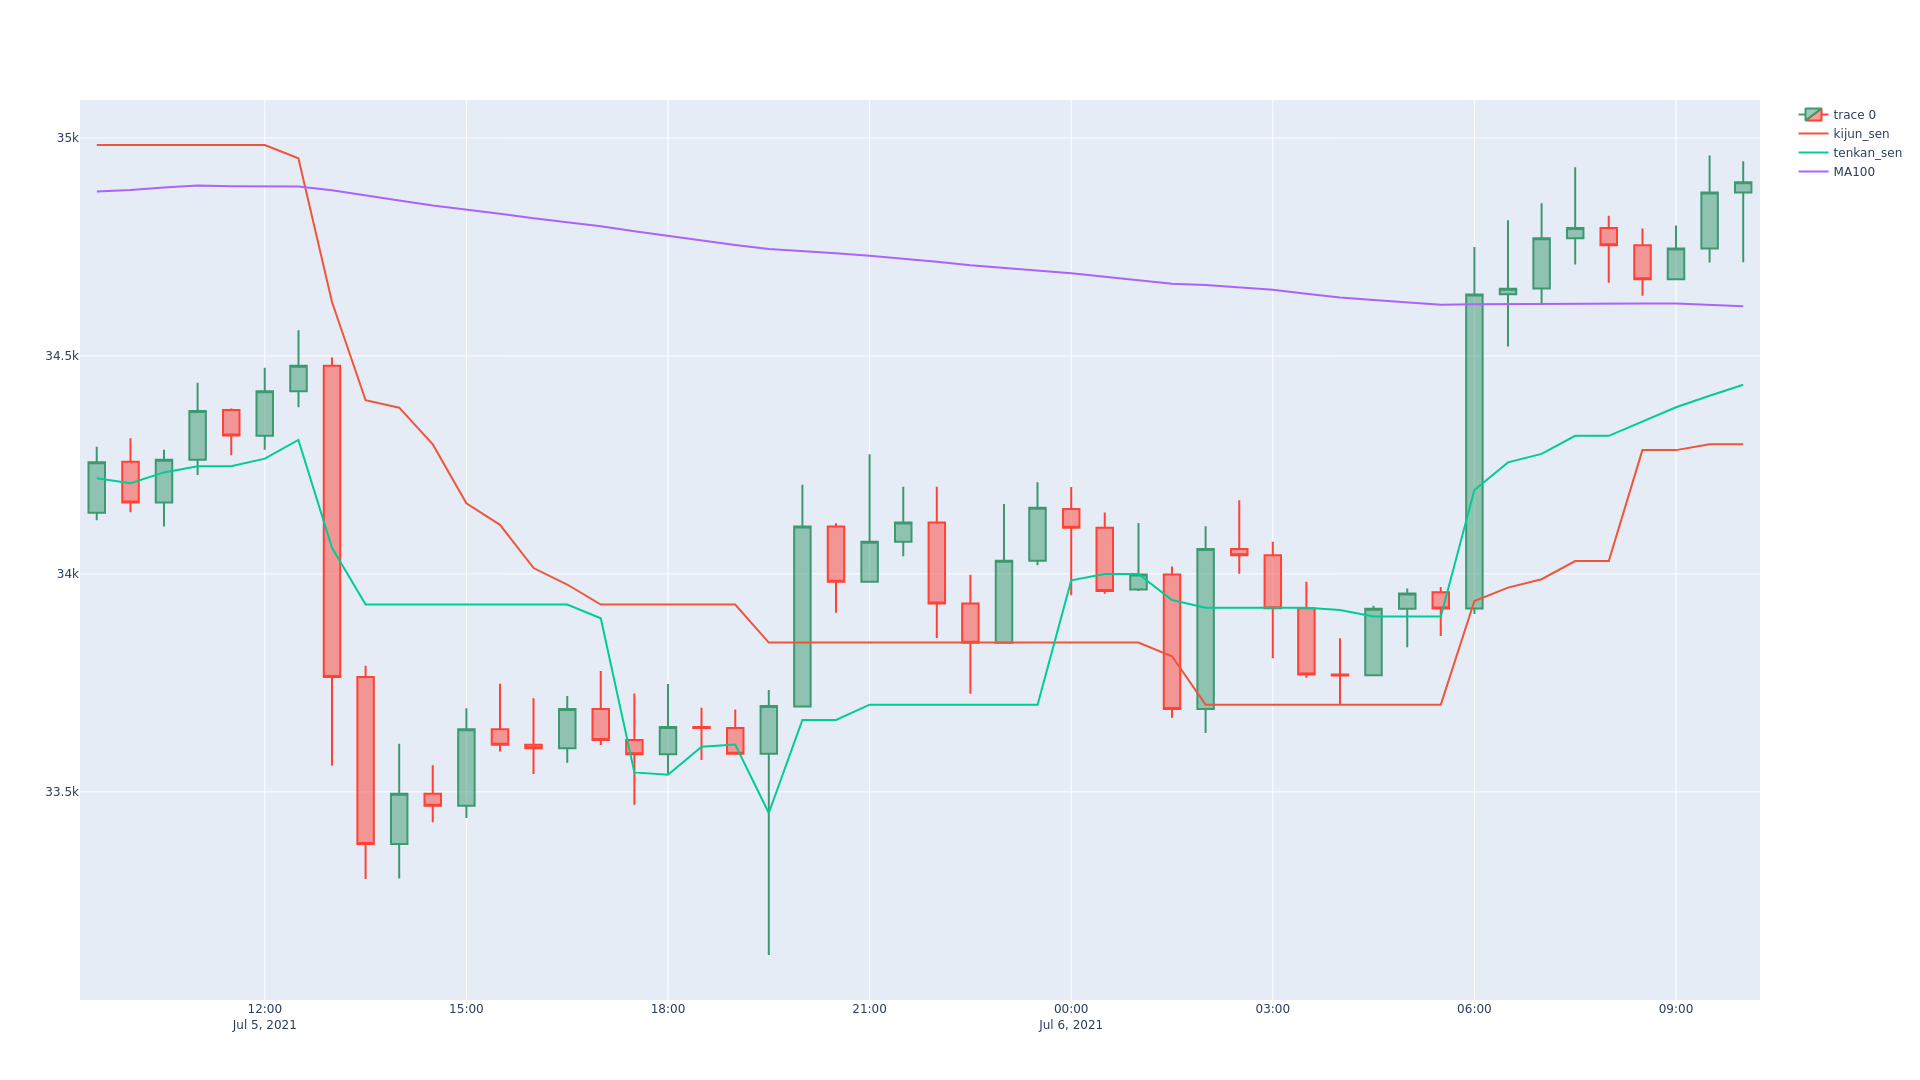 trace 0
kijun_sen
tenkan_sen
MA100
35k
34.5k
34k
33.5k
12:00 15:00 18:00 21:00 00:00 03:00 06:00 09:00
Jul 5, 2021 Jul 6, 2021